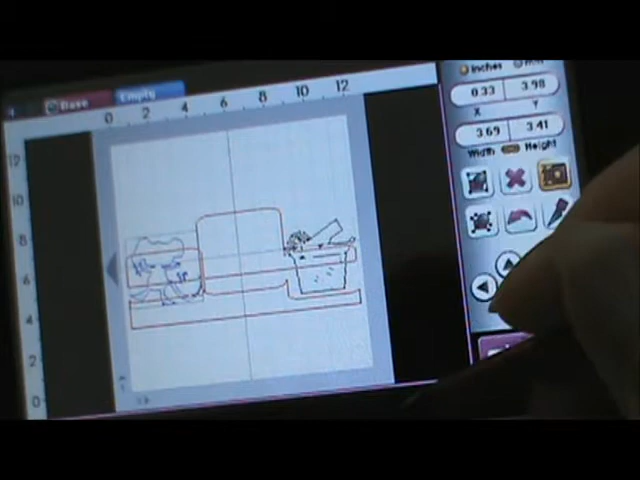 Base
Empty
Inches
0 2 4 6 8 10 12
0.33 3.98
X Y
3.69 3.41
Width Height
12
10
8
6
4
2
0